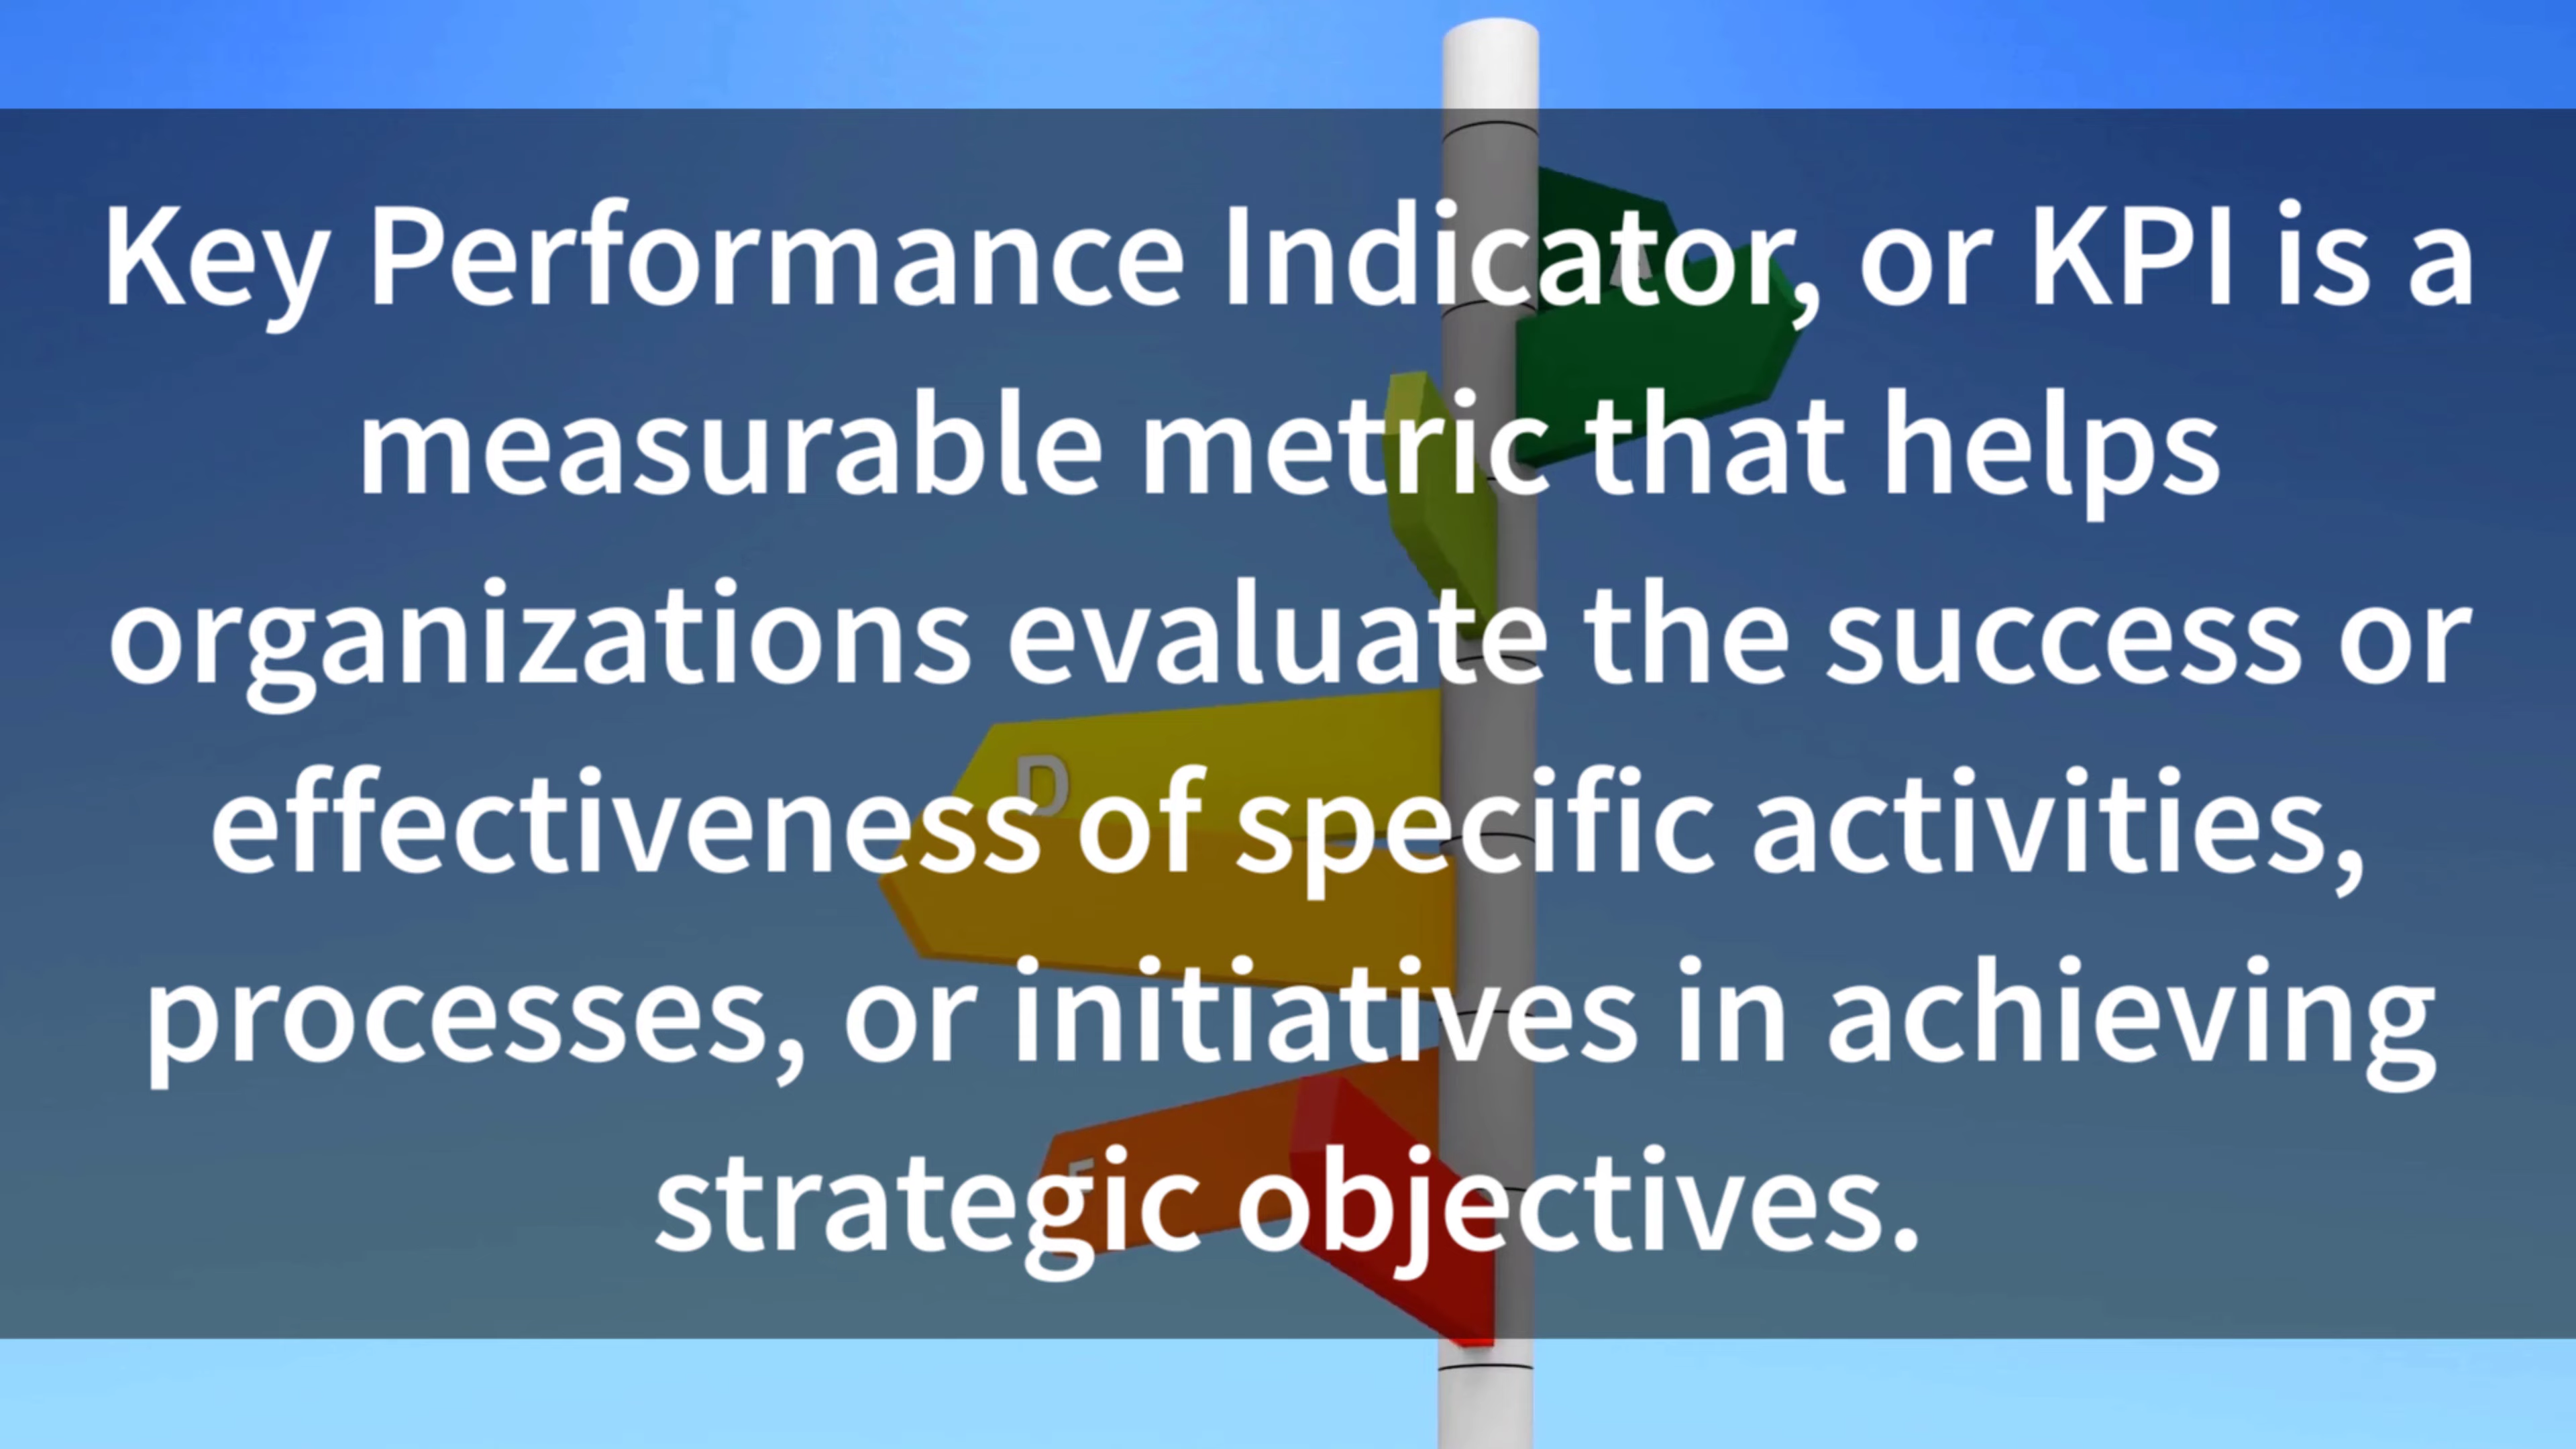 Key Performance Indicator, or KPI is a
measurable metric that helps
organizations evaluate the success or
effectiveness of specific activities,
processes, or initiatives in achieving
strategic objectives.
D